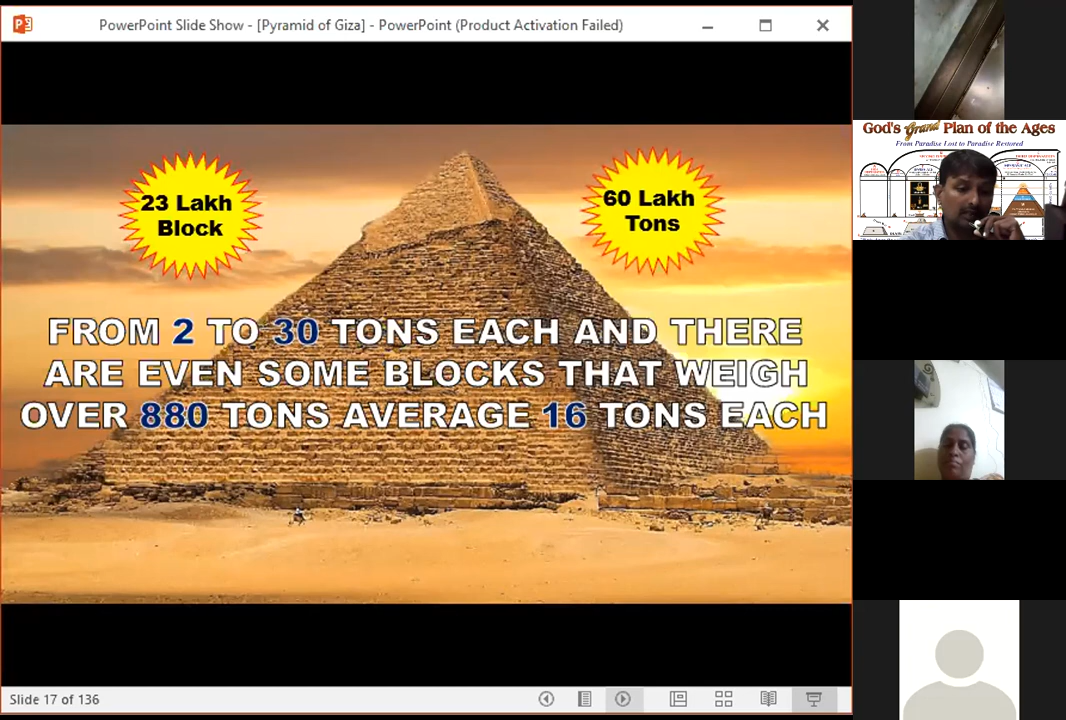 PowerPoint Slide Show - [Pyramid of Giza] - PowerPoint (Product Activation Failed)
23 Lakh
Block
60 Lakh
Tons
FROM 2 TO 30 TONS EACH AND THERE
ARE EVEN SOME BLOCKS THAT WEIGH
OVER 880 TONS AVERAGE 16 TONS EACH
Slide 17 of 136
God's Grand Plan of the Ages
From Paradise Lost to Paradise Restored